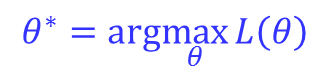 θ* = argmax L(θ)
θ